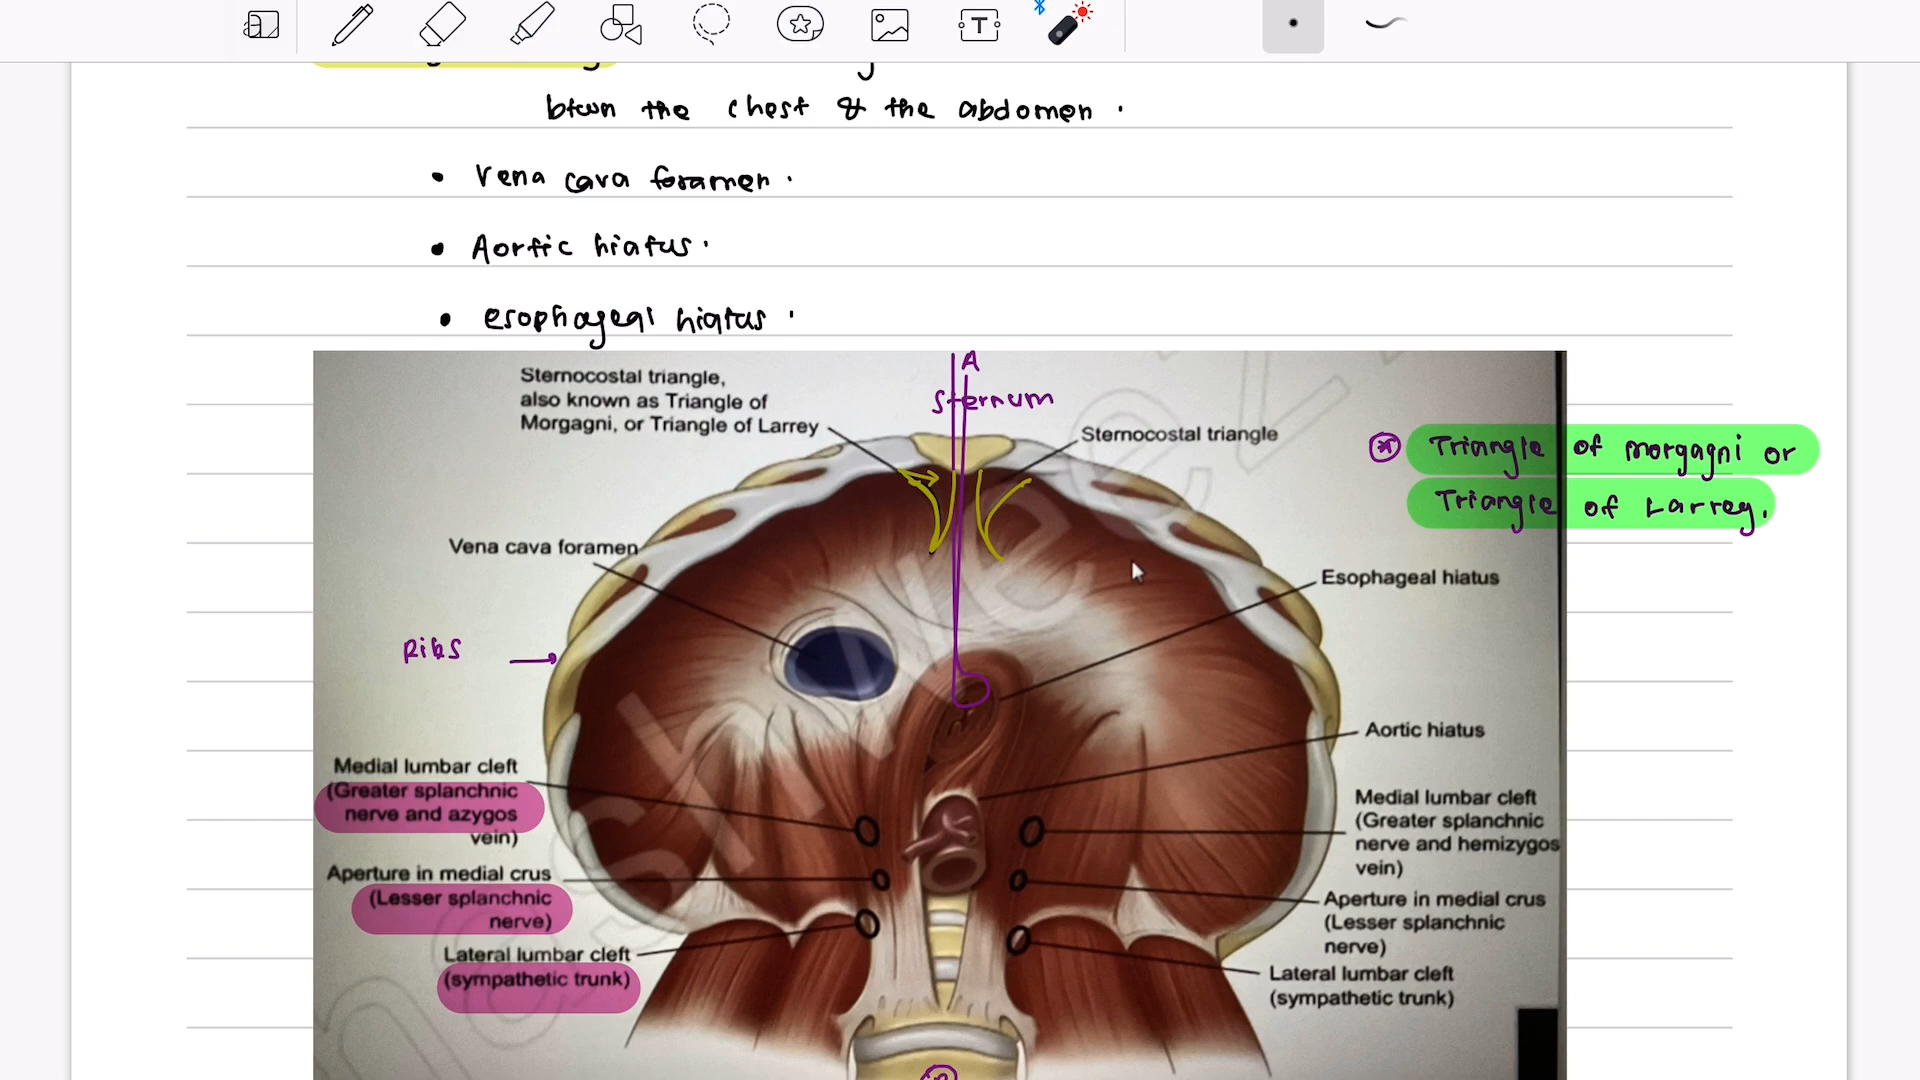 btwn the chest & the abdomen.
• Vena cava foramen.
• Aortic hiatus.
• esophageal hiatus.
A
Sternum
Sternocostal triangle,
also known as Triangle of
Morgagni, or Triangle of Larrey
Sternocostal triangle
Triangle of morgagni or
Triangle of Larrey.
Vena cava foramen
Esophageal hiatus
Ribs
Aortic hiatus
Medial lumbar cleft
(Greater splanchnic
nerve and azygos
vein)
Medial lumbar cleft
(Greater splanchnic
nerve and hemizygos
vein)
Aperture in medial crus
(Lesser splanchnic
nerve)
Aperture in medial crus
(Lesser splanchnic
nerve)
Lateral lumbar cleft
(sympathetic trunk)
Lateral lumbar cleft
(sympathetic trunk)